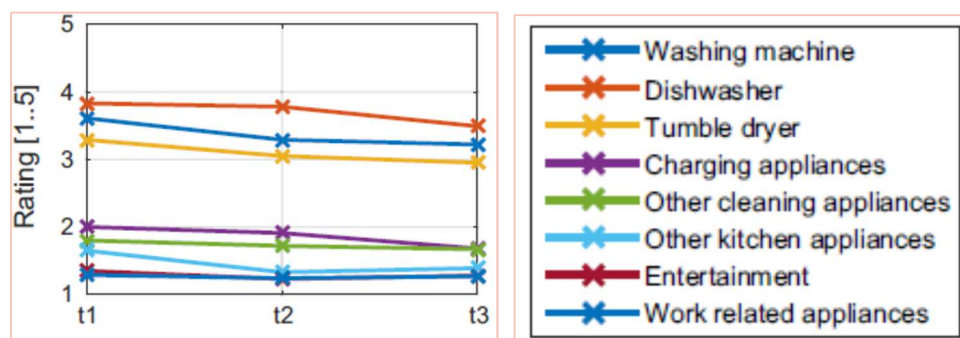 5
4
3
2
1
Rating [1..5]
t1 t2 t3
Washing machine
Dishwasher
Tumble dryer
Charging appliances
Other cleaning appliances
Other kitchen appliances
Entertainment
Work related appliances